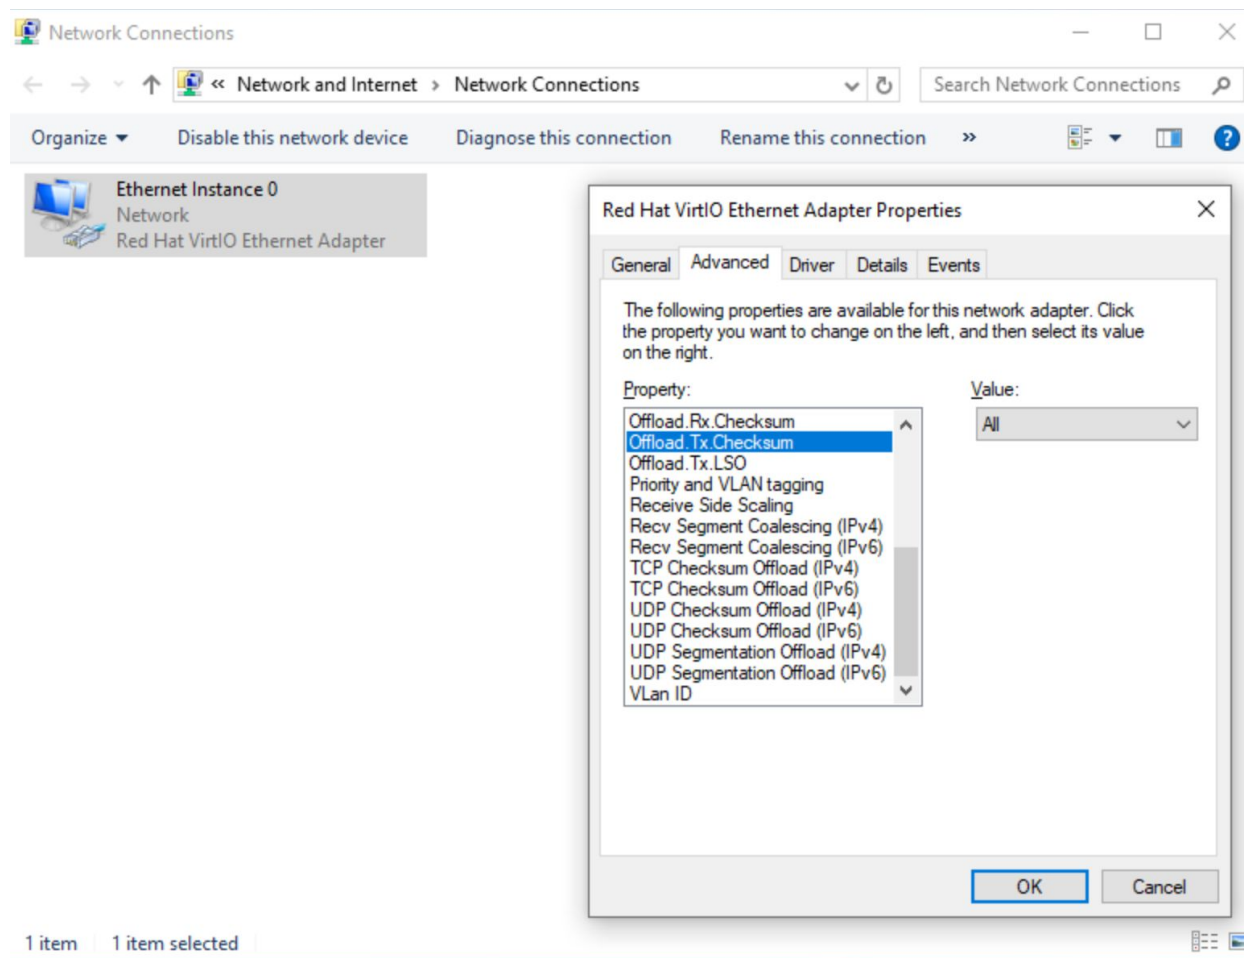 Network Connections
« Network and Internet › Network Connections
Search Network Connections
Organize
Disable this network device
Diagnose this connection
Rename this connection
»
?
Ethernet Instance 0
Network
Red Hat VirtIO Ethernet Adapter
Red Hat VirtIO Ethernet Adapter Properties
General
Advanced
Driver
Details
Events
The following properties are available for this network adapter. Click
the property you want to change on the left, and then select its value
on the right.
Property:
Value:
Offload.Rx.Checksum
Offload.Tx.Checksum
Offload.Tx.LSO
Priority and VLAN tagging
Receive Side Scaling
Recv Segment Coalescing (IPv4)
Recv Segment Coalescing (IPv6)
TCP Checksum Offload (IPv4)
TCP Checksum Offload (IPv6)
UDP Checksum Offload (IPv4)
UDP Checksum Offload (IPv6)
UDP Segmentation Offload (IPv4)
UDP Segmentation Offload (IPv6)
VLan ID
All
OK
Cancel
1 item
1 item selected